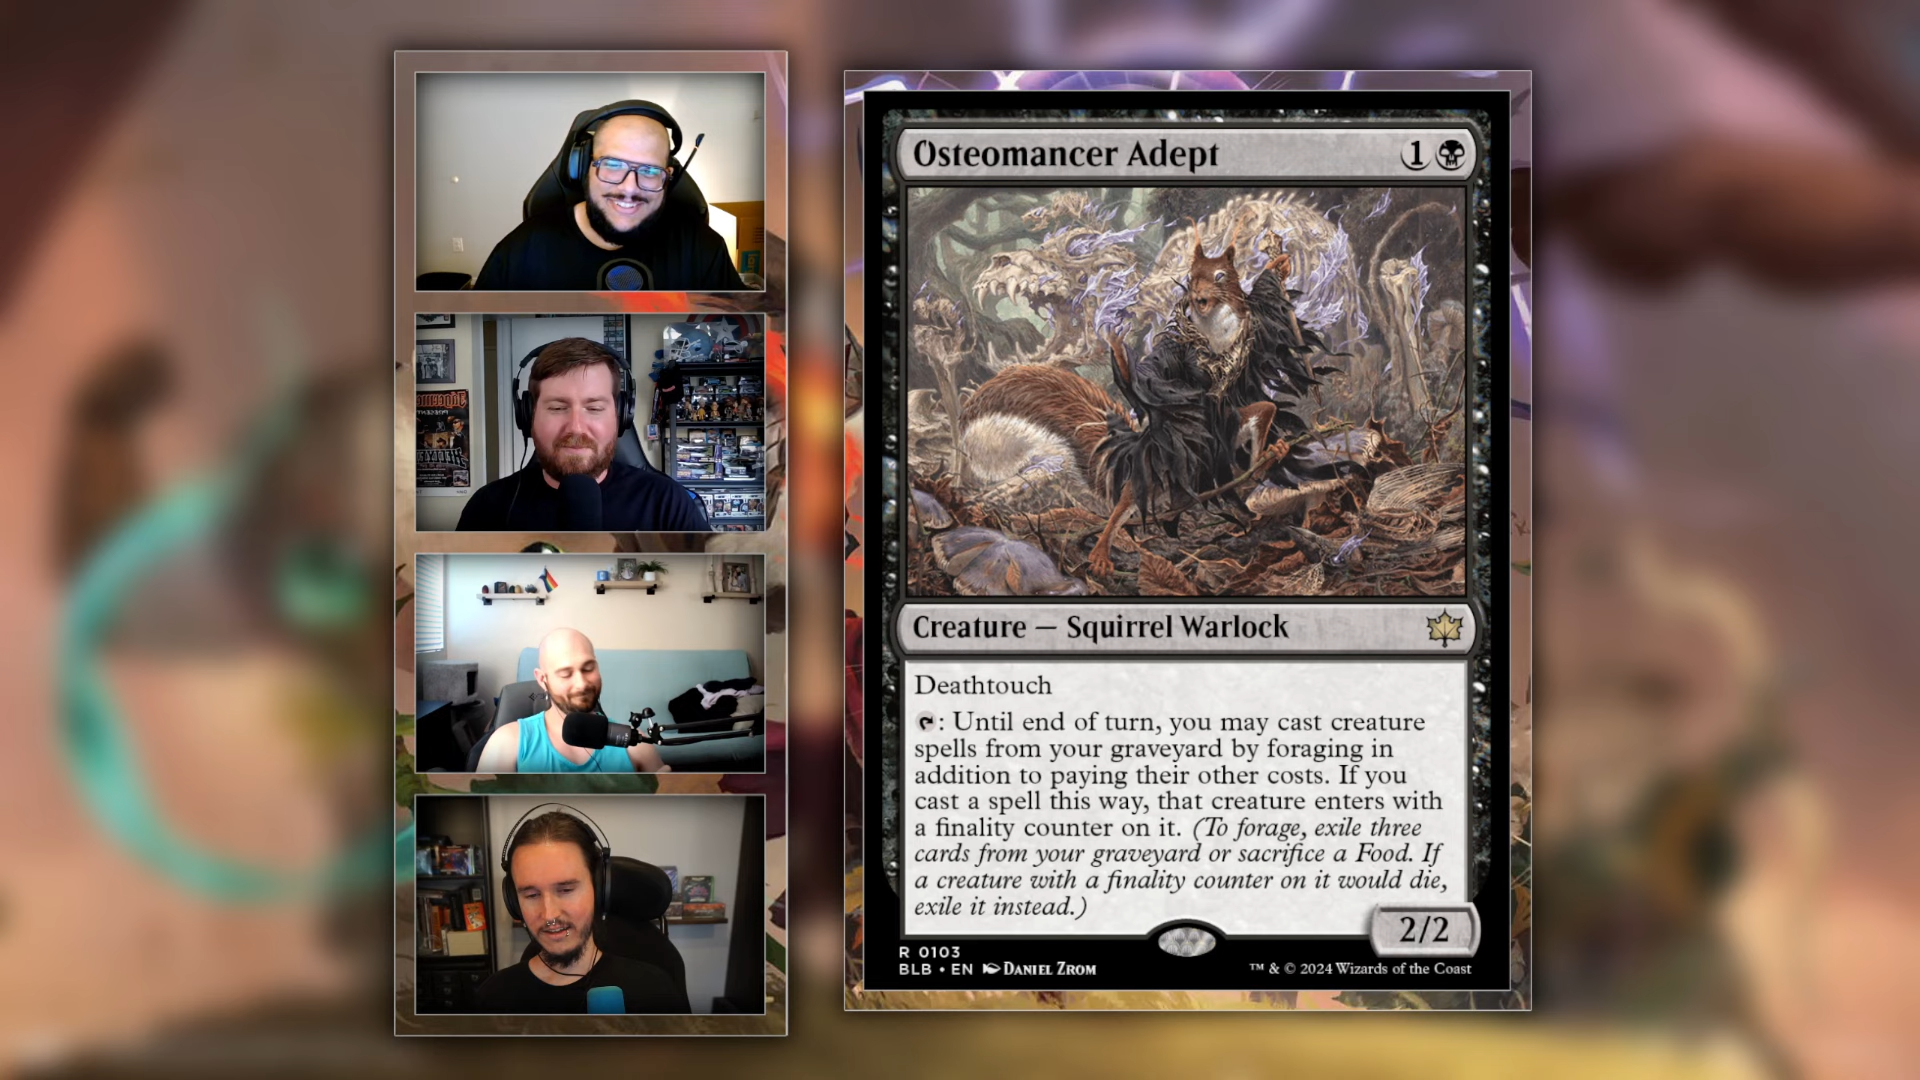 Osteomancer Adept 1
Creature — Squirrel Warlock
Deathtouch
: Until end of turn, you may cast creature
spells from your graveyard by foraging in
addition to paying their other costs. If you
cast a spell this way, that creature enters with
a finality counter on it. (To forage, exile three
cards from your graveyard or sacrifice a Food. If
a creature with a finality counter on it would die,
exile it instead.)
2/2
R 0103
BLB • EN DANIEL ZROM
™ & © 2024 Wizards of the Coast